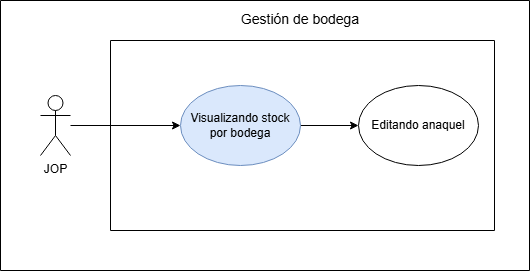 Gestión de bodega
Visualizando stock
por bodega
Editando anaquel
JOP